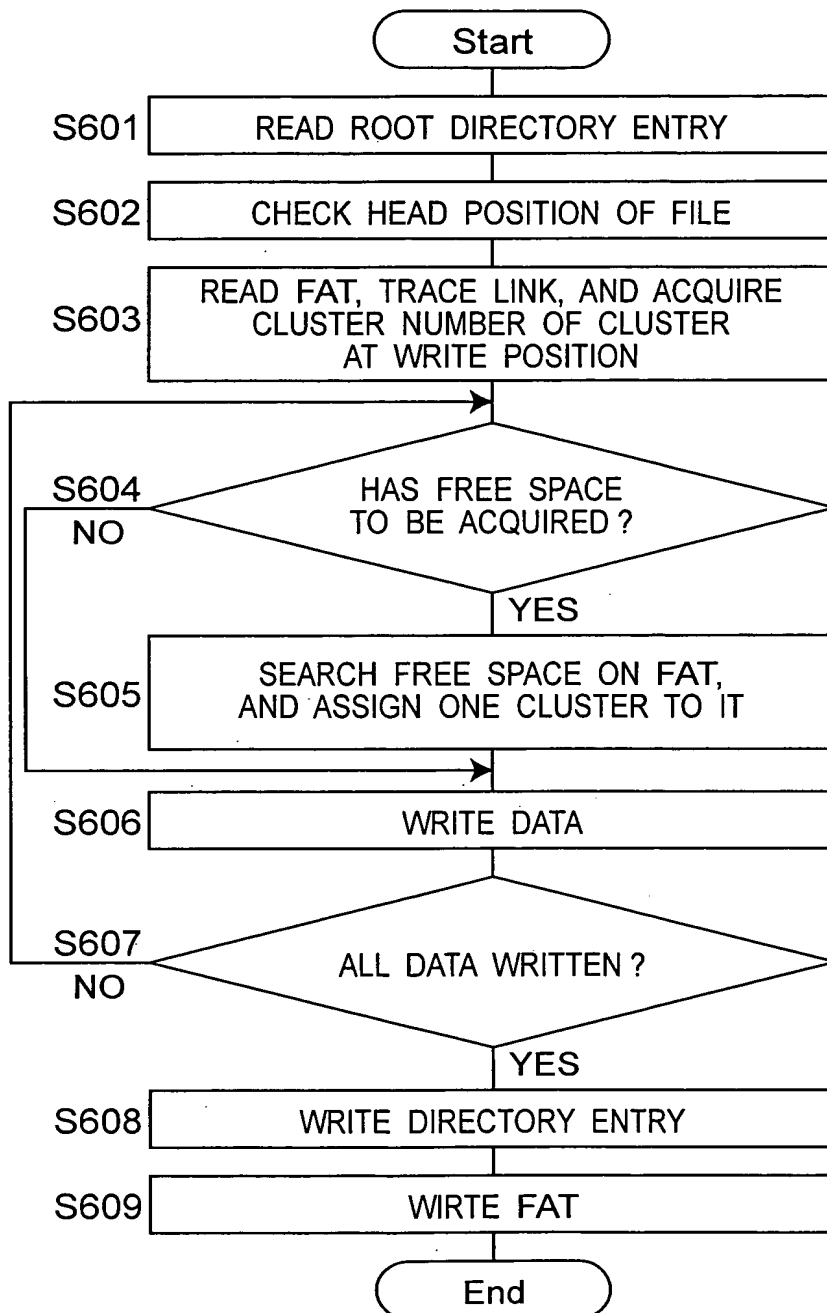 Start
S601
READ ROOT DIRECTORY ENTRY
S602
CHECK HEAD POSITION OF FILE
S603
READ FAT, TRACE LINK, AND ACQUIRE
CLUSTER NUMBER OF CLUSTER
AT WRITE POSITION
S604
NO
HAS FREE SPACE
TO BE ACQUIRED ?
YES
S605
SEARCH FREE SPACE ON FAT,
AND ASSIGN ONE CLUSTER TO IT
S606
WRITE DATA
S607
NO
ALL DATA WRITTEN ?
YES
S608
WRITE DIRECTORY ENTRY
S609
WIRTE FAT
End